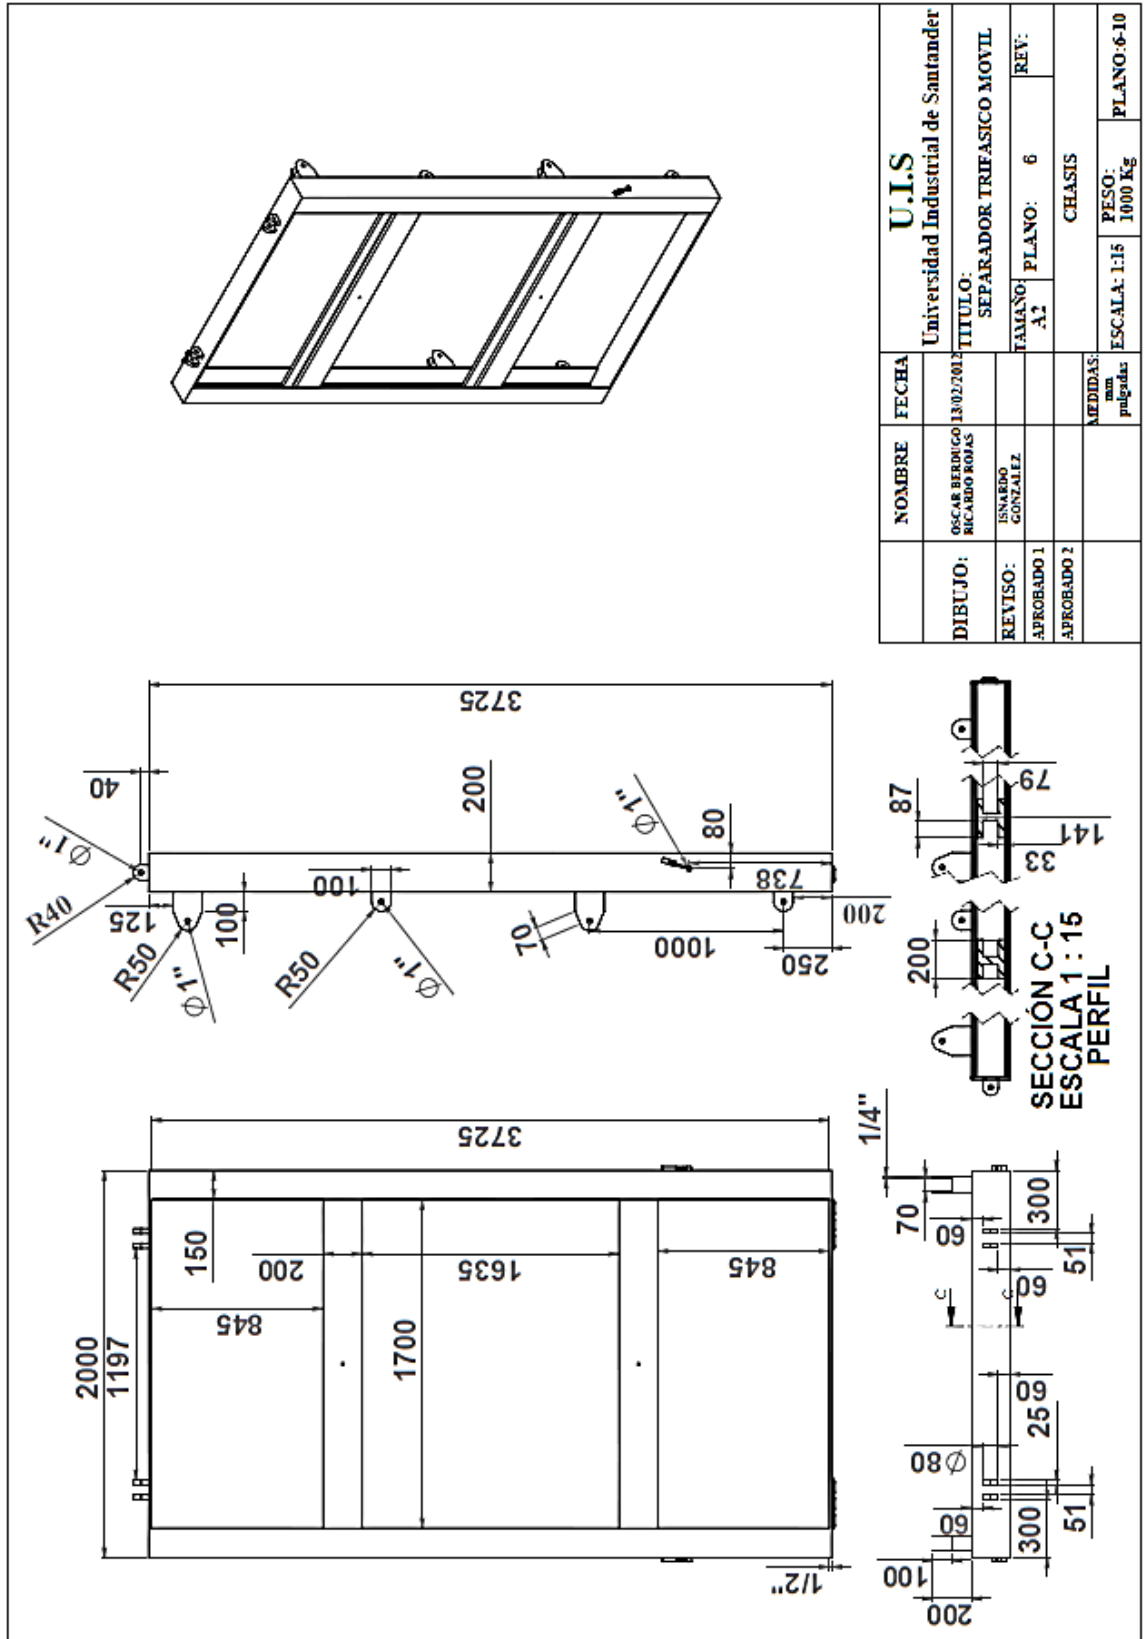 U.I.S
Universidad Industrial de Santander
TITULO:
SEPARADOR TRIFASICO MOVIL
TAMAÑO:
A2
PLANO: 6
REV:
CHASIS
ESCALA: 1:15
PESO:
1000 Kg
PLANO:6-10
NOMBRE
FECHA
DIBUJO:
OSCAR BERDUGO
RICARDO ROJAS
13/02/2012
REVISO:
ISNARDO
GONZALEZ
APROBADO 1
APROBADO 2
MEDIDAS:
mm
pulgadas
3725
40
Ø1"
R40
125
R50
Ø1"
100
200
100
R50
Ø1"
Ø1"
80
738
70
1000
200
250
2000
1197
3725
150
200
1635
845
845
1700
1/2"
1/4"
70
60
300
51
60
C
C
60
25
Ø80
60
51
300
100
200
87
79
141
33
200
SECCIÓN C-C
ESCALA 1 : 15
PERFIL